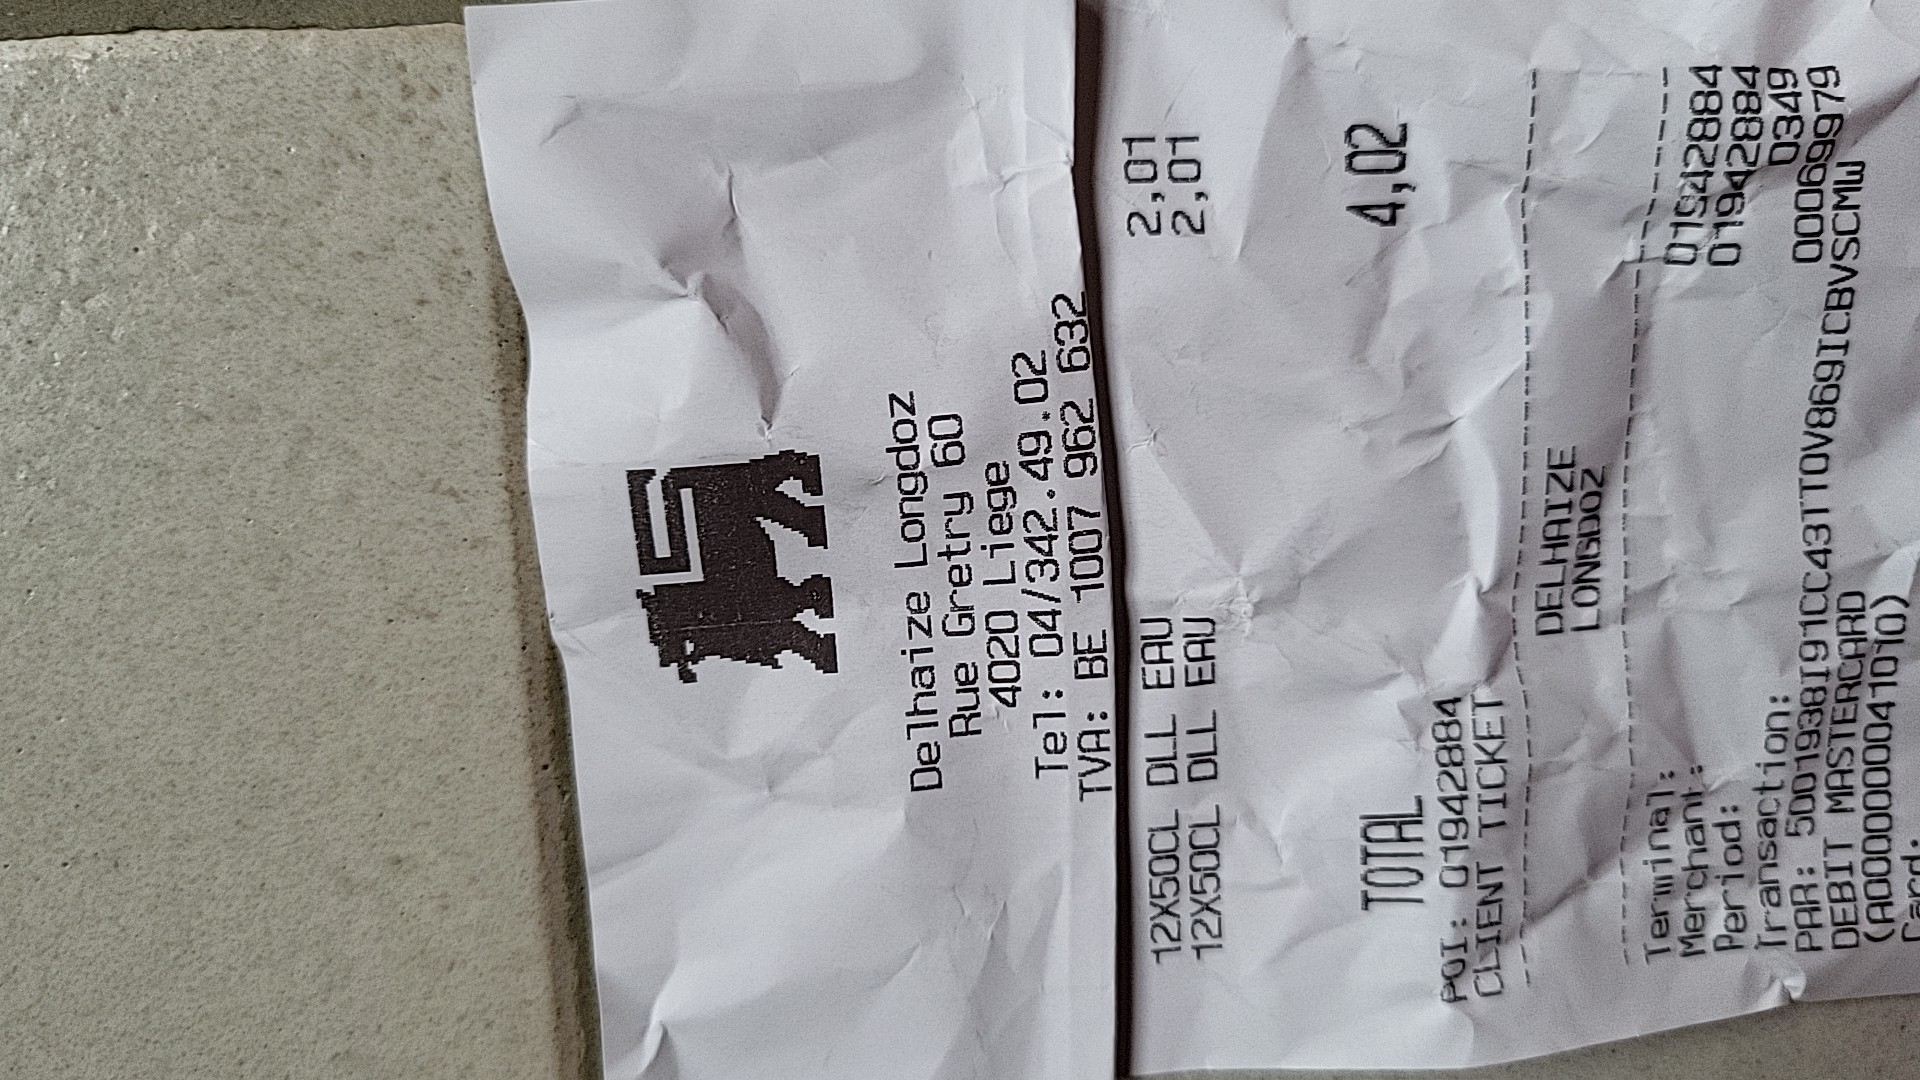 Delhaize Longdoz
Rue Gretry 60
4020 Liege
Tel: 04/342.49.02
TVA: BE 1007 962 632
12X50CL DLL EAU 2,01
12X50CL DLL EAU 2,01
TOTAL 4,02
POI: 01942884
CLIENT TICKET
DELHAIZE
LONGDOZ
Terminal: 01942884
Merchant: 01942884
Period: 0349
Transaction: 00069979
PAR: 5001938I91CC43TTOV869ICBVSCMW
DEBIT MASTERCARD
(A0000000041010)
Card: